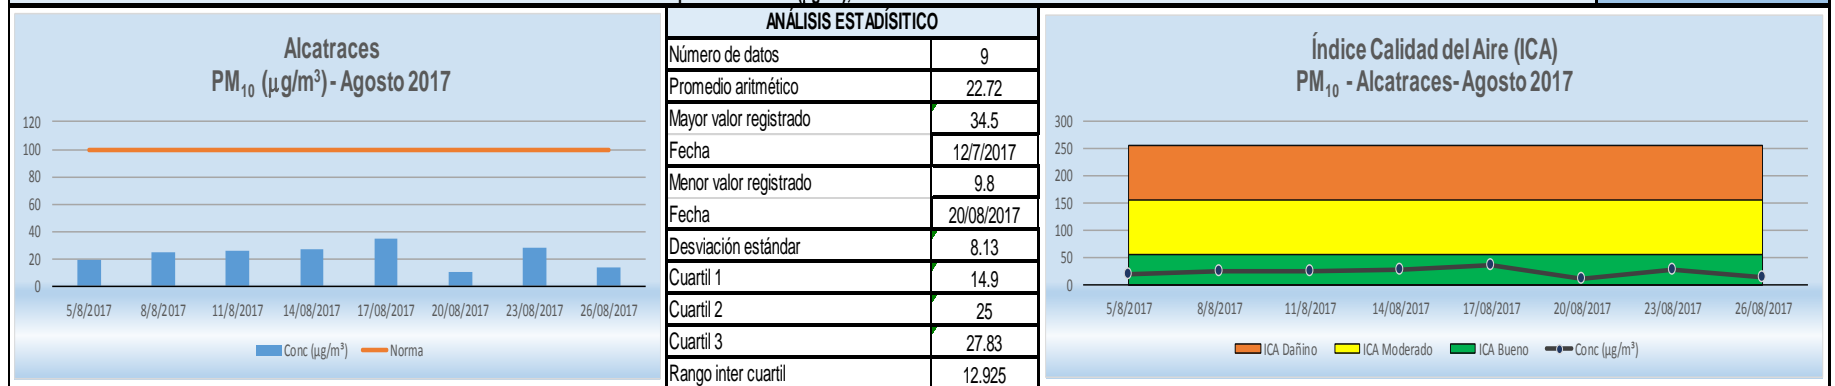 Alcatraces
PM₁₀ (µg/m³) - Agosto 2017
120
100
80
60
40
20
0
5/8/2017 8/8/2017 11/8/2017 14/08/2017 17/08/2017 20/08/2017 23/08/2017 26/08/2017
Conc (µg/m³) Norma
ANÁLISIS ESTADÍSITICO
Número de datos 9
Promedio aritmético 22.72
Mayor valor registrado 34.5
Fecha 12/7/2017
Menor valor registrado 9.8
Fecha 20/08/2017
Desviación estándar 8.13
Cuartil 1 14.9
Cuartil 2 25
Cuartil 3 27.83
Rango inter cuartil 12.925
Índice Calidad del Aire (ICA)
PM₁₀ - Alcatraces- Agosto 2017
300
250
200
150
100
50
0
5/8/2017 8/8/2017 11/8/2017 14/08/2017 17/08/2017 20/08/2017 23/08/2017 26/08/2017
ICA Dañino ICA Moderado ICA Bueno Conc (µg/m³)